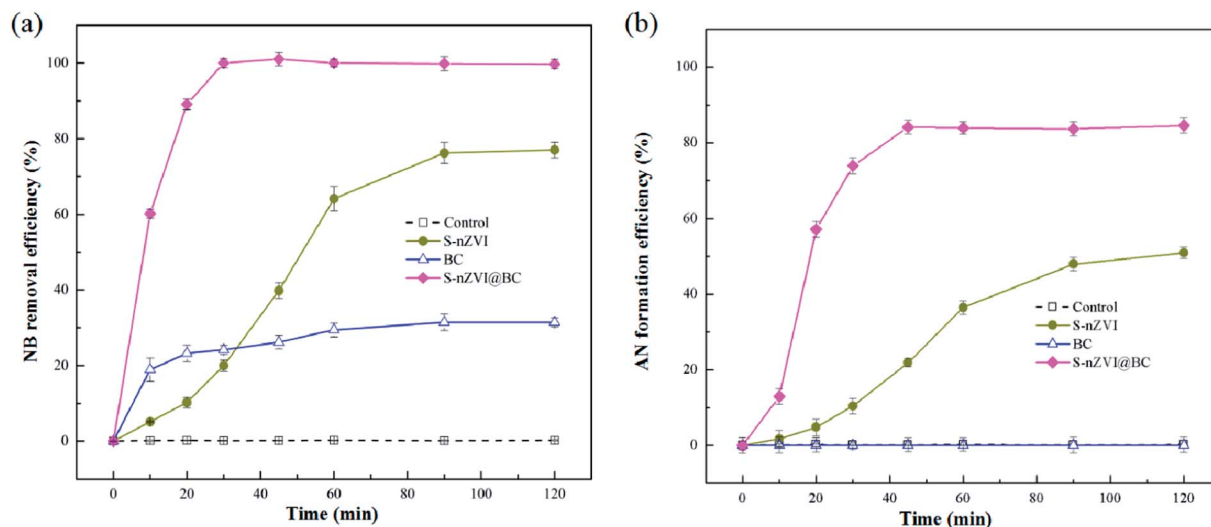 (a)
NB removal efficiency (%)
100
80
60
40
20
0
Control
S-nZVI
BC
S-nZVI@BC
0 20 40 60 80 100 120
Time (min)
(b)
AN formation efficiency (%)
100
80
60
40
20
0
Control
S-nZVI
BC
S-nZVI@BC
0 20 40 60 80 100 120
Time (min)